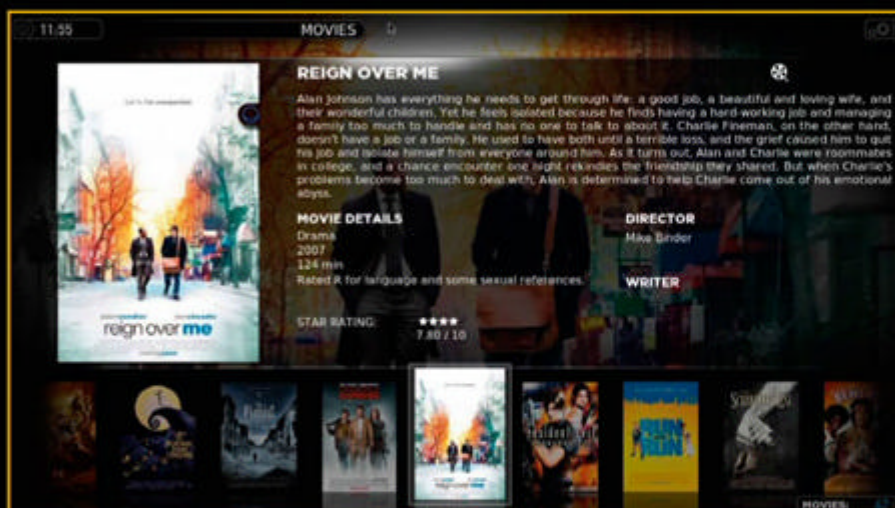 11:55
MOVIES
REIGN OVER ME
Alan Johnson has everything he needs to get through life: a good job, a beautiful and loving wife, and
their wonderful children. Yet he feels isolated because he finds having a hard-working job and managing
a family too much to handle and has no one to talk to about it. Charlie Fineman, on the other hand,
doesn't have a job or a family. He used to have both until a terrible loss, and the grief caused him to quit
his job and isolate himself from everyone around him. As it turns out, Alan and Charlie were roommates
in college, and a chance encounter one night rekindles the friendship they shared. But when Charlie's
problems become too much to deal with, Alan is determined to help Charlie come out of his emotional
abyss.
MOVIE DETAILS
DIRECTOR
Drama
Mike Binder
2007
124 min
Rated R for language and some sexual references.
WRITER
STAR RATING:
7.80 / 10
reign over me
reign over me
resident evil
RUN
RUN
MOVIES: